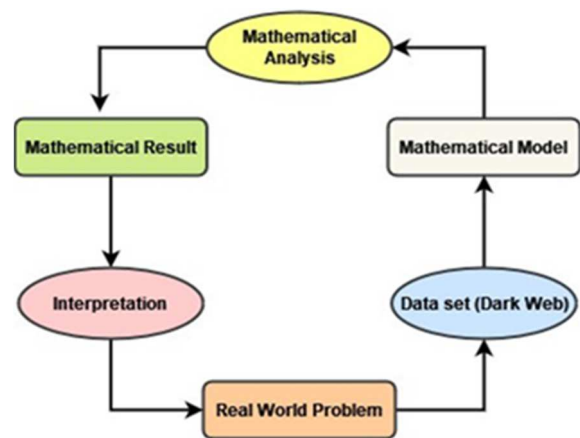 Mathematical
Analysis
Mathematical Result
Mathematical Model
Interpretation
Data set (Dark Web)
Real World Problem